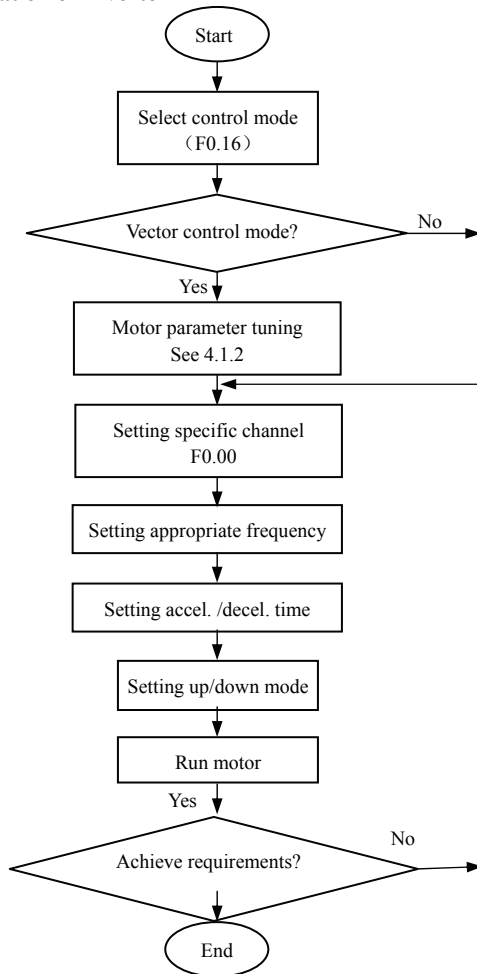 Start
Select control mode
（F0.16）
Vector control mode?
No
Yes
Motor parameter tuning
See 4.1.2
Setting specific channel
F0.00
Setting appropriate frequency
Setting accel. /decel. time
Setting up/down mode
Run motor
Yes
No
Achieve requirements?
End